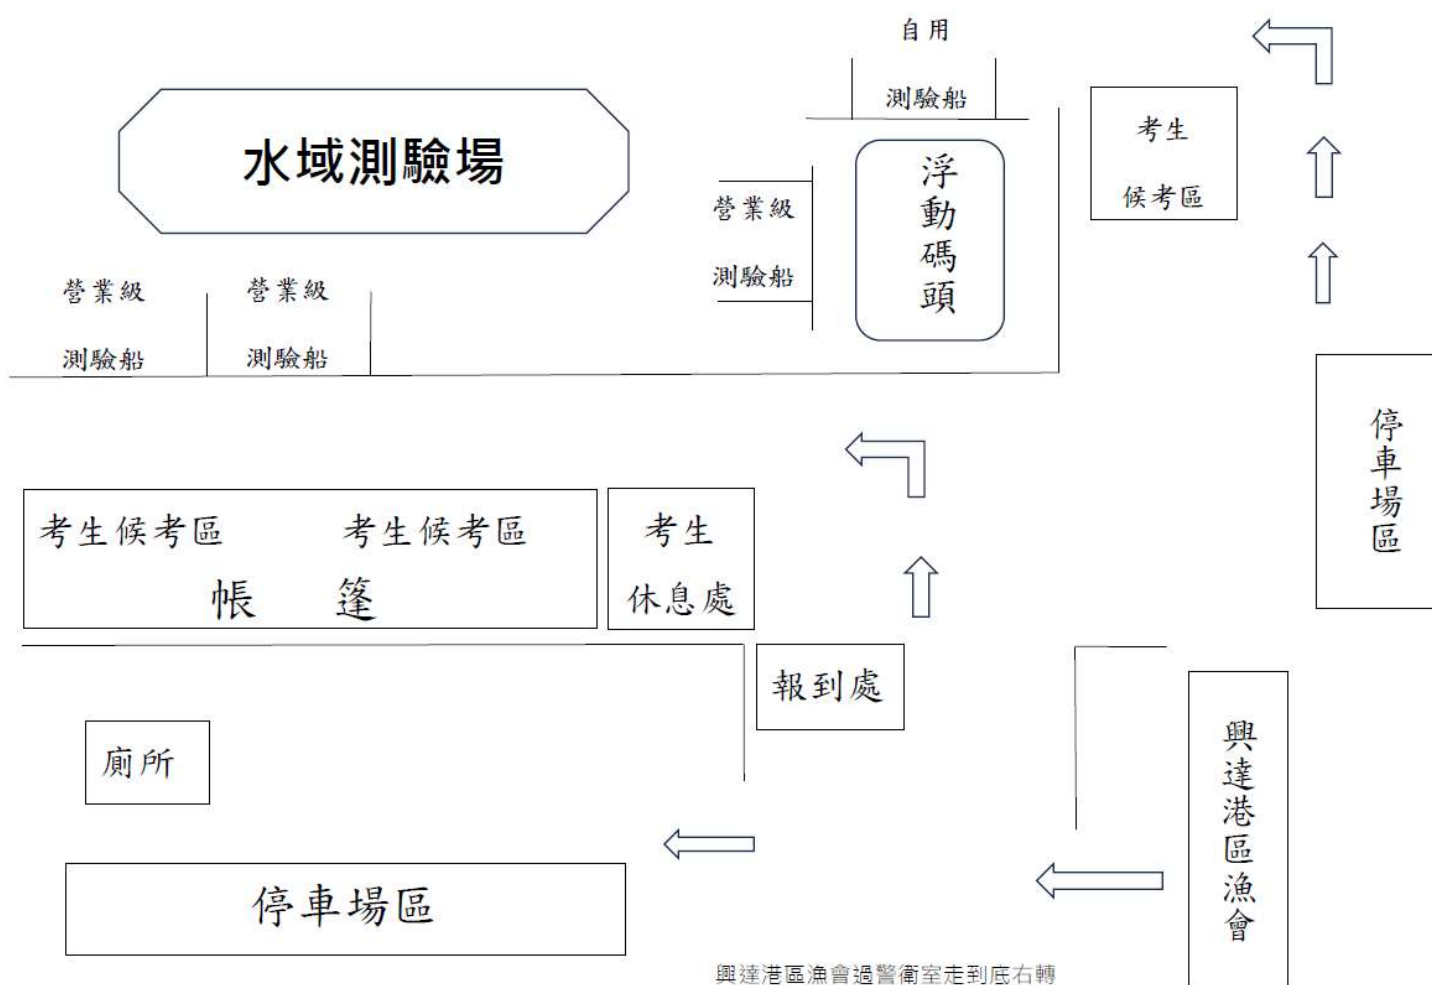 自用
測驗船
考生
候考區
水域測驗場
浮動碼頭
營業級
測驗船
營業級
測驗船
營業級
測驗船
停車場區
考生候考區
考生候考區
帳篷
考生
休息處
報到處
廁所
興達港區漁會
停車場區
興達港區漁會過警衛室走到底右轉